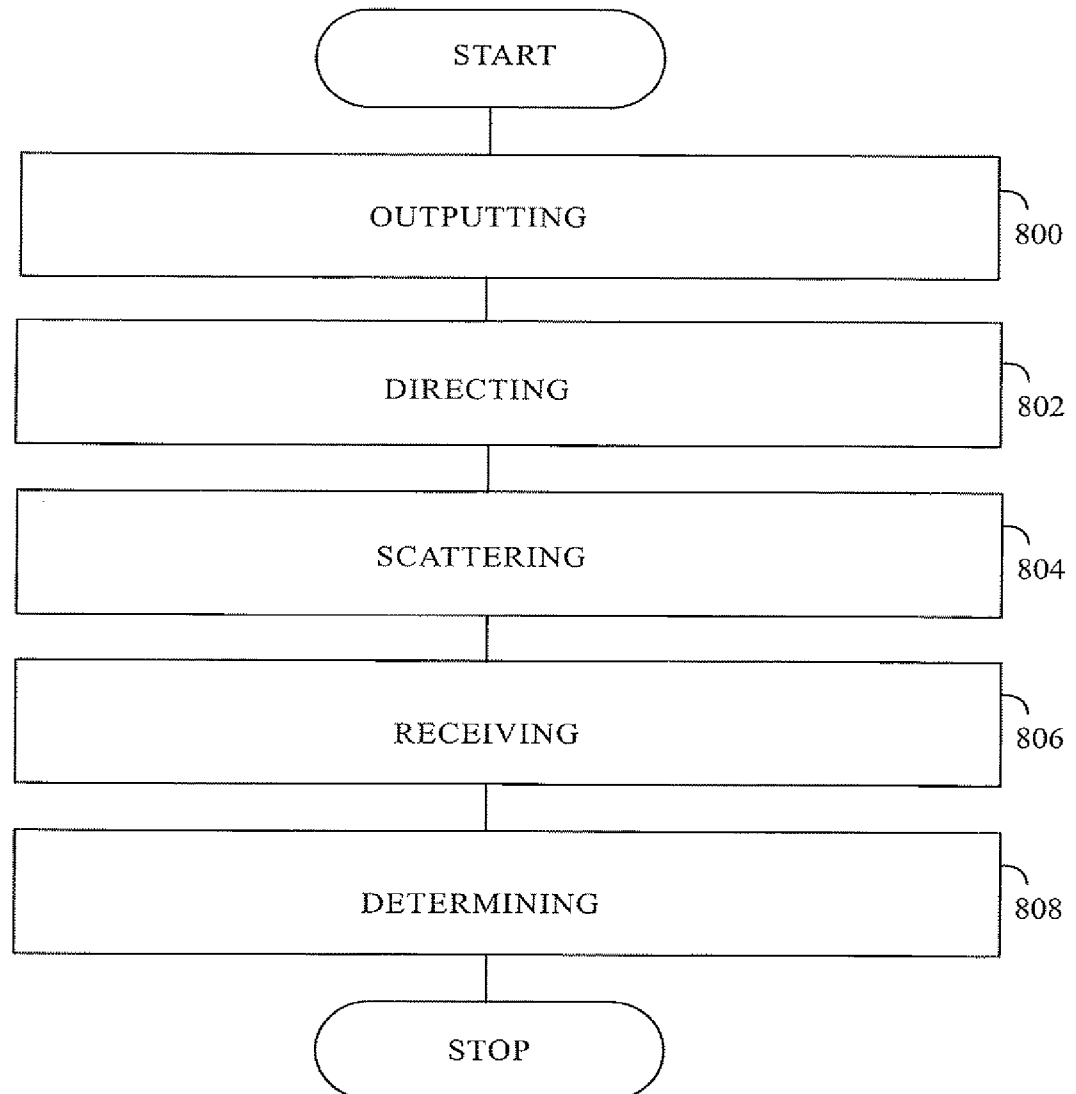 START
OUTPUTTING
800
DIRECTING
802
SCATTERING
804
RECEIVING
806
DETERMINING
808
STOP